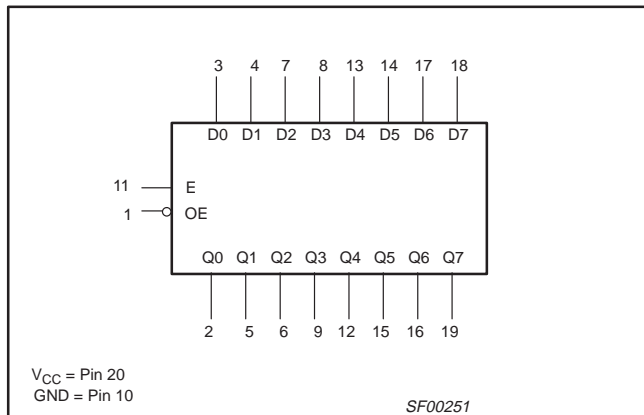 3 4 7 8 13 14 17 18
D0 D1 D2 D3 D4 D5 D6 D7
11 E
1 OE
Q0 Q1 Q2 Q3 Q4 Q5 Q6 Q7
2 5 6 9 12 15 16 19
VCC = Pin 20
GND = Pin 10
SF00251